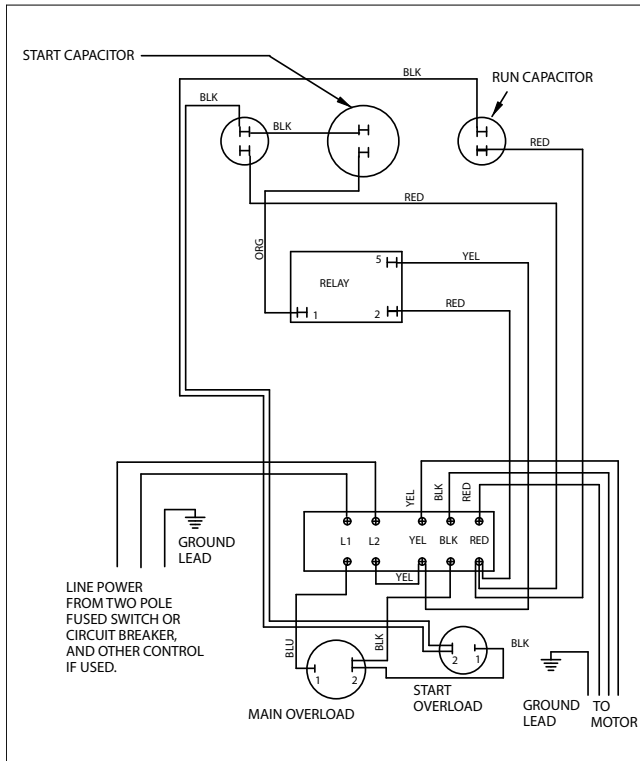 START CAPACITOR
BLK
RUN CAPACITOR
BLK
BLK
RED
RED
ORG
5
YEL
RELAY
RED
1
2
YEL
BLK
RED
L1
L2
YEL
BLK
RED
GROUND
LEAD
YEL
LINE POWER
FROM TWO POLE
FUSED SWITCH OR
CIRCUIT BREAKER,
AND OTHER CONTROL
IF USED.
BLU
BLK
BLK
2
1
1
2
START
OVERLOAD
MAIN OVERLOAD
GROUND
LEAD
TO
MOTOR